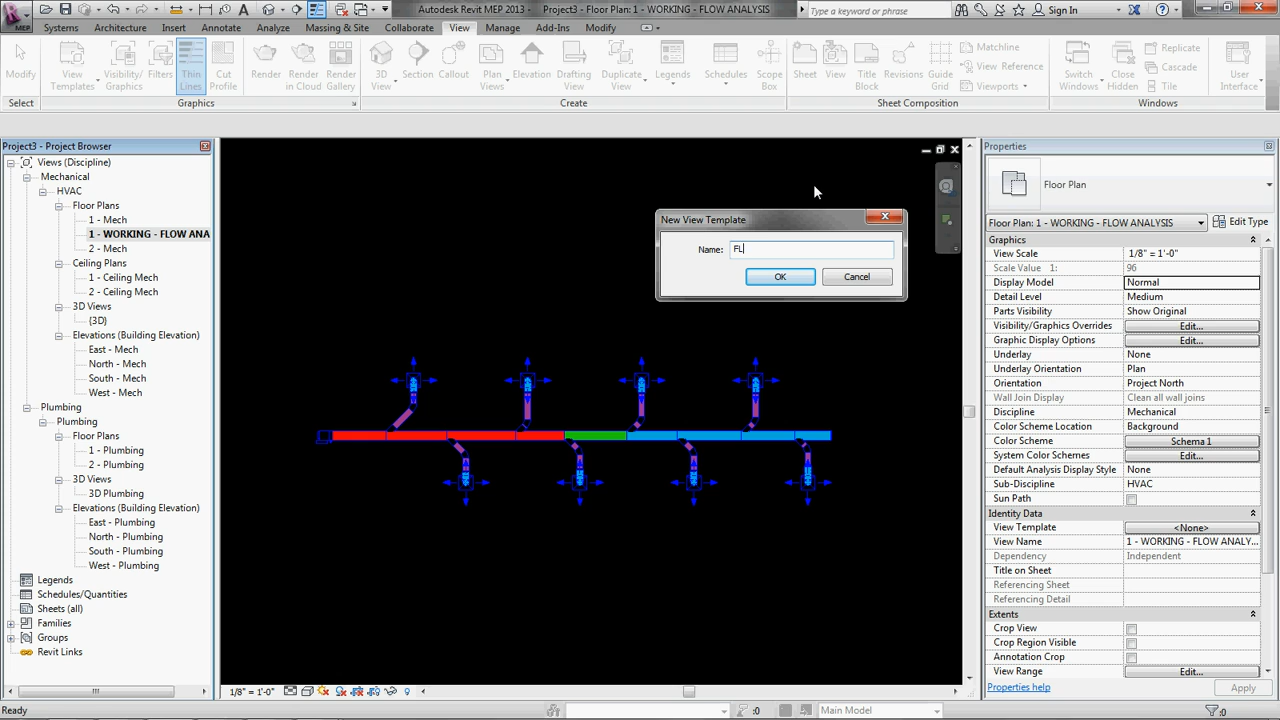 Autodesk Revit MEP 2013 - Project3 - Floor Plan: 1 - WORKING - FLOW ANALYSIS
Type a keyword or phrase
Sign In
MEP
Systems
Architecture
Insert
Annotate
Analyze
Massing & Site
Collaborate
View
Manage
Add-Ins
Modify
Modify
View Templates
Visibility/ Graphics
Filters
Thin Lines
Cut Profile
Render
Render in Cloud
Render Gallery
3D View
Section
Callout
Plan Views
Elevation
Drafting View
Duplicate View
Legends
Schedules
Scope Box
Sheet
View
Title Block
Revisions
Guide Grid
Matchline
View Reference
Viewports
Switch Windows
Close Hidden
Replicate
Cascade
Tile
User Interface
Select
Graphics
Create
Sheet Composition
Windows
Project3 - Project Browser
Views (Discipline)
Mechanical
HVAC
Floor Plans
1 - Mech
1 - WORKING - FLOW ANA
2 - Mech
Ceiling Plans
1 - Ceiling Mech
2 - Ceiling Mech
3D Views
{3D}
Elevations (Building Elevation)
East - Mech
North - Mech
South - Mech
West - Mech
Plumbing
Plumbing
Floor Plans
1 - Plumbing
2 - Plumbing
3D Views
3D Plumbing
Elevations (Building Elevation)
East - Plumbing
North - Plumbing
South - Plumbing
West - Plumbing
Legends
Schedules/Quantities
Sheets (all)
Families
Groups
Revit Links
New View Template
Name: FL
OK
Cancel
Properties
Floor Plan
Floor Plan: 1 - WORKING - FLOW ANALYSIS
Edit Type
Graphics
View Scale 1/8" = 1'-0"
Scale Value 1: 96
Display Model Normal
Detail Level Medium
Parts Visibility Show Original
Visibility/Graphics Overrides Edit...
Graphic Display Options Edit...
Underlay None
Underlay Orientation Plan
Orientation Project North
Wall Join Display Clean all wall joins
Discipline Mechanical
Color Scheme Location Background
Color Scheme Schema 1
System Color Schemes Edit...
Default Analysis Display Style None
Sub-Discipline HVAC
Sun Path
Identity Data
View Template <None>
View Name 1 - WORKING - FLOW ANALY...
Dependency Independent
Title on Sheet
Referencing Sheet
Referencing Detail
Extents
Crop View
Crop Region Visible
Annotation Crop
View Range Edit...
Properties help
Apply
1/8" = 1'-0"
:0
Main Model
:0